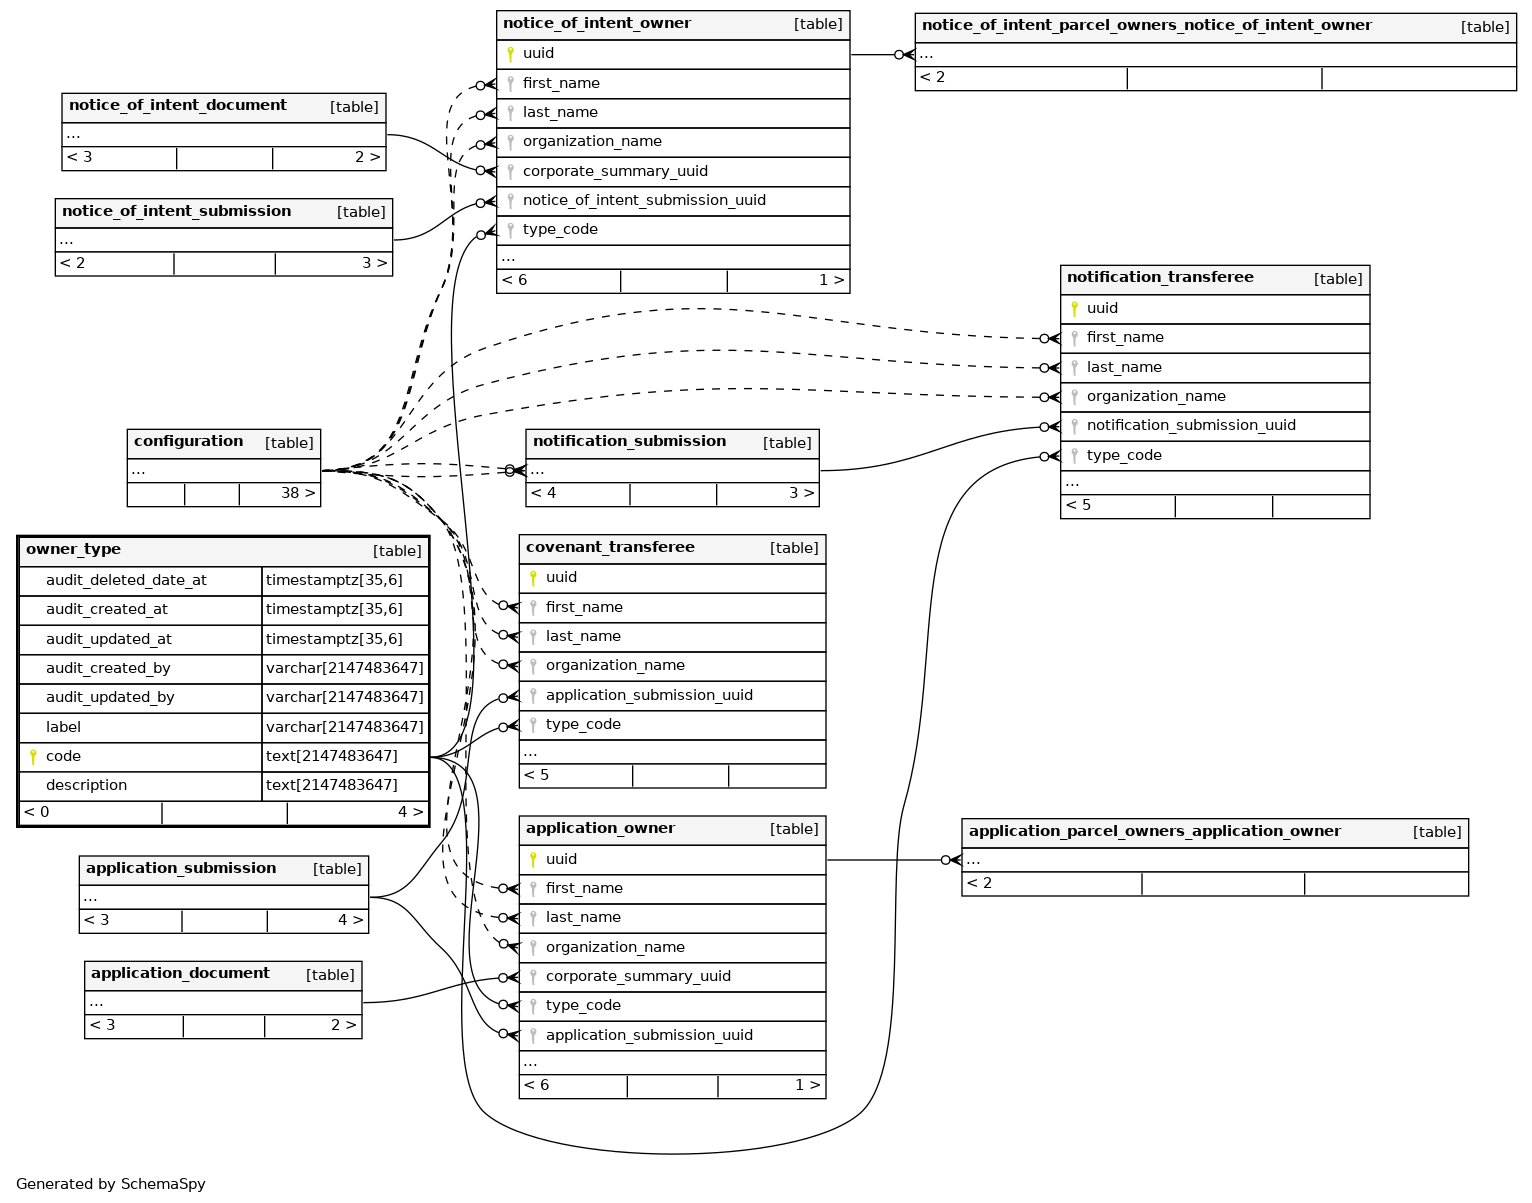 notice_of_intent_owner [table]
uuid
first_name
last_name
organization_name
corporate_summary_uuid
notice_of_intent_submission_uuid
type_code
...
< 6 1 >
notice_of_intent_parcel_owners_notice_of_intent_owner [table]
...
< 2
notice_of_intent_document [table]
...
< 3 2 >
notice_of_intent_submission [table]
...
< 2 3 >
notification_transferee [table]
uuid
first_name
last_name
organization_name
notification_submission_uuid
type_code
...
< 5
configuration [table]
...
38 >
notification_submission [table]
...
< 4 3 >
owner_type [table]
audit_deleted_date_at timestamptz[35,6]
audit_created_at timestamptz[35,6]
audit_updated_at timestamptz[35,6]
audit_created_by varchar[2147483647]
audit_updated_by varchar[2147483647]
label varchar[2147483647]
code text[2147483647]
description text[2147483647]
< 0 4 >
covenant_transferee [table]
uuid
first_name
last_name
organization_name
application_submission_uuid
type_code
...
< 5
application_owner [table]
uuid
first_name
last_name
organization_name
corporate_summary_uuid
type_code
application_submission_uuid
...
< 6 1 >
application_parcel_owners_application_owner [table]
...
< 2
application_submission [table]
...
< 3 4 >
application_document [table]
...
< 3 2 >
Generated by SchemaSpy